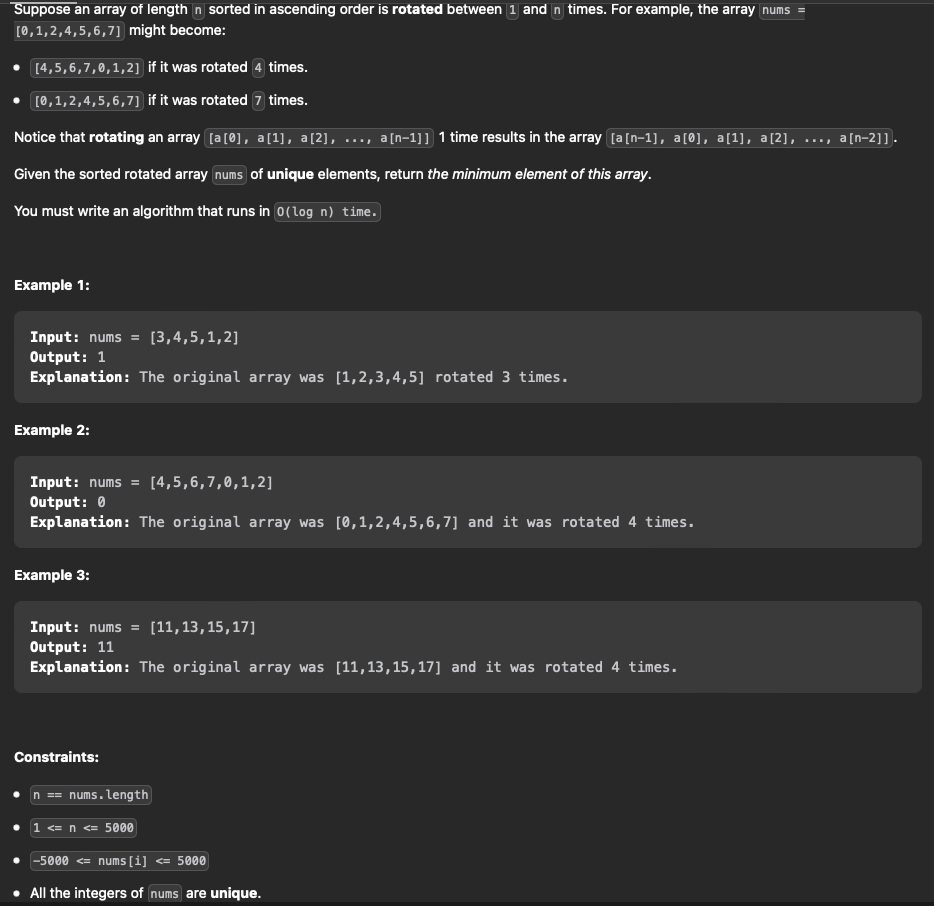 Suppose an array of length n sorted in ascending order is rotated between 1 and n times. For example, the array nums =
[0,1,2,4,5,6,7] might become:
• [4,5,6,7,0,1,2] if it was rotated 4 times.
• [0,1,2,4,5,6,7] if it was rotated 7 times.
Notice that rotating an array [a[0], a[1], a[2], ..., a[n-1]] 1 time results in the array [a[n-1], a[0], a[1], a[2], ..., a[n-2]].
Given the sorted rotated array nums of unique elements, return the minimum element of this array.
You must write an algorithm that runs in O(log n) time.
Example 1:
Input: nums = [3,4,5,1,2]
Output: 1
Explanation: The original array was [1,2,3,4,5] rotated 3 times.
Example 2:
Input: nums = [4,5,6,7,0,1,2]
Output: 0
Explanation: The original array was [0,1,2,4,5,6,7] and it was rotated 4 times.
Example 3:
Input: nums = [11,13,15,17]
Output: 11
Explanation: The original array was [11,13,15,17] and it was rotated 4 times.
Constraints:
• n == nums.length
• 1 <= n <= 5000
• -5000 <= nums[i] <= 5000
• All the integers of nums are unique.